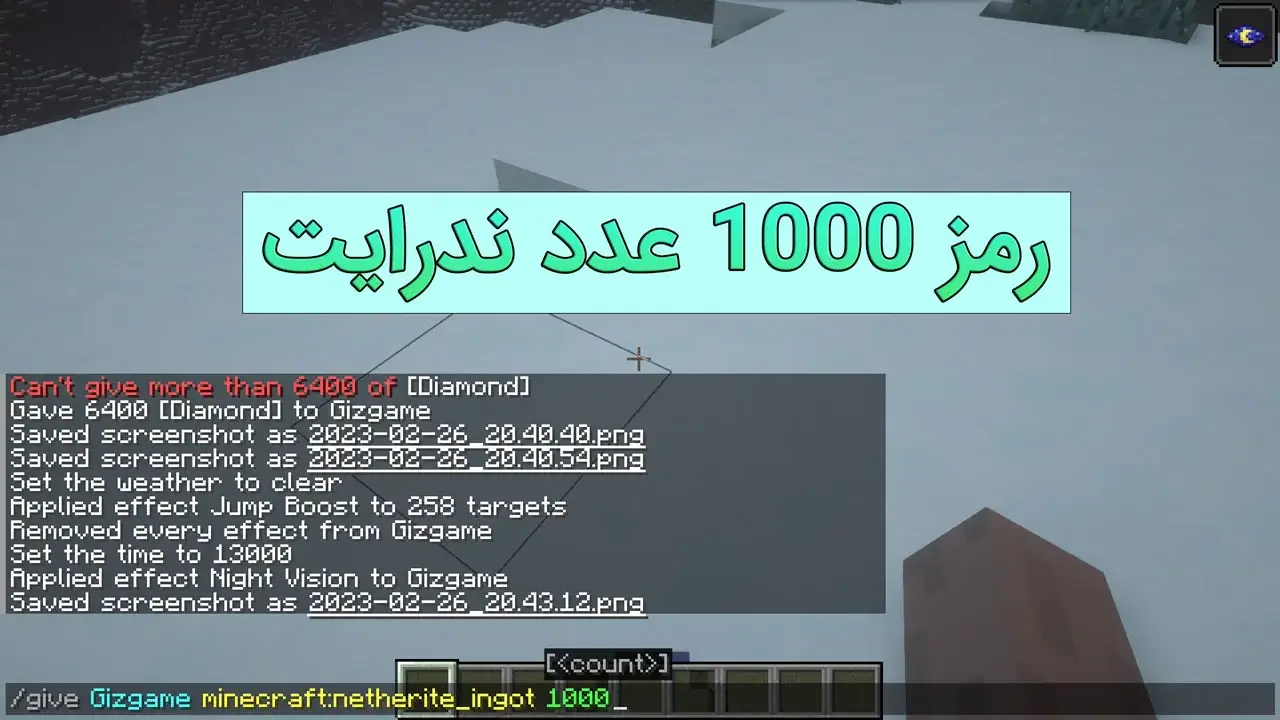 رمز 1000 عدد ندرایت
Can't give more than 6400 of [Diamond]
Gave 6400 [Diamond] to Gizgame
Saved screenshot as 2023-02-26_20.40.40.png
Saved screenshot as 2023-02-26_20.40.54.png
Set the weather to clear
Applied effect Jump Boost to 258 targets
Removed every effect from Gizgame
Set the time to 13000
Applied effect Night Vision to Gizgame
Saved screenshot as 2023-02-26_20.43.12.png
[<count>]
/give Gizgame minecraft:netherite_ingot 1000_